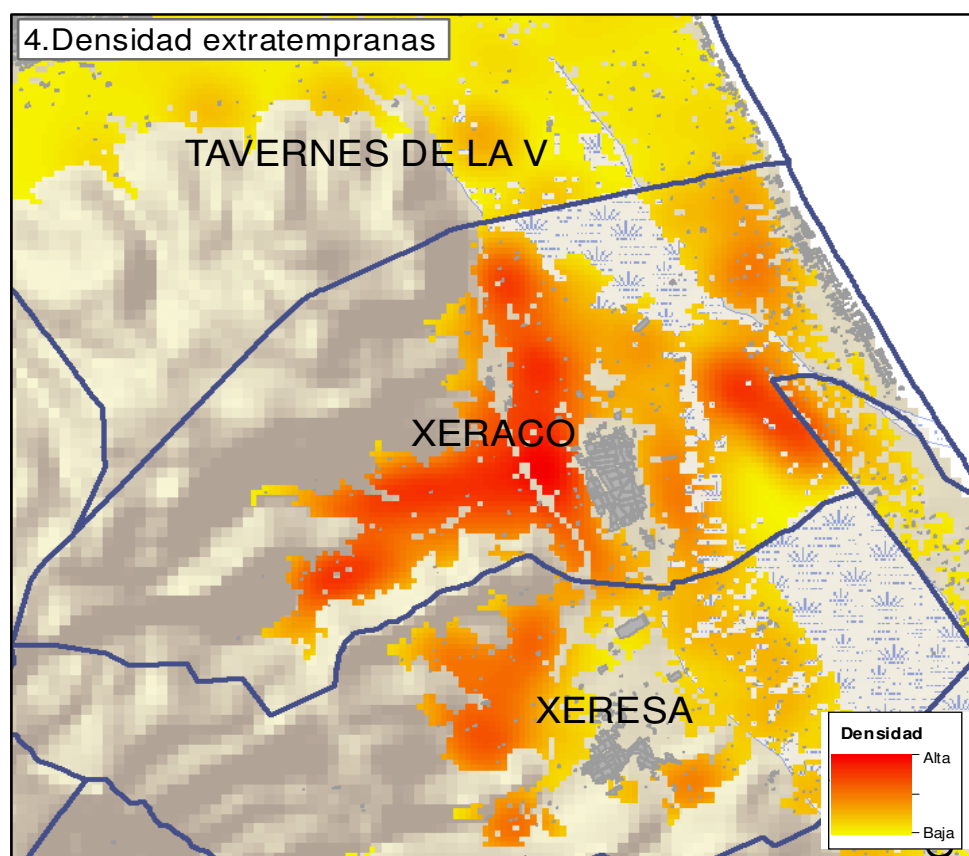 4.Densidad extratempranas
TAVERNES DE LA V
XERACO
XERESA
Densidad
Alta
Baja